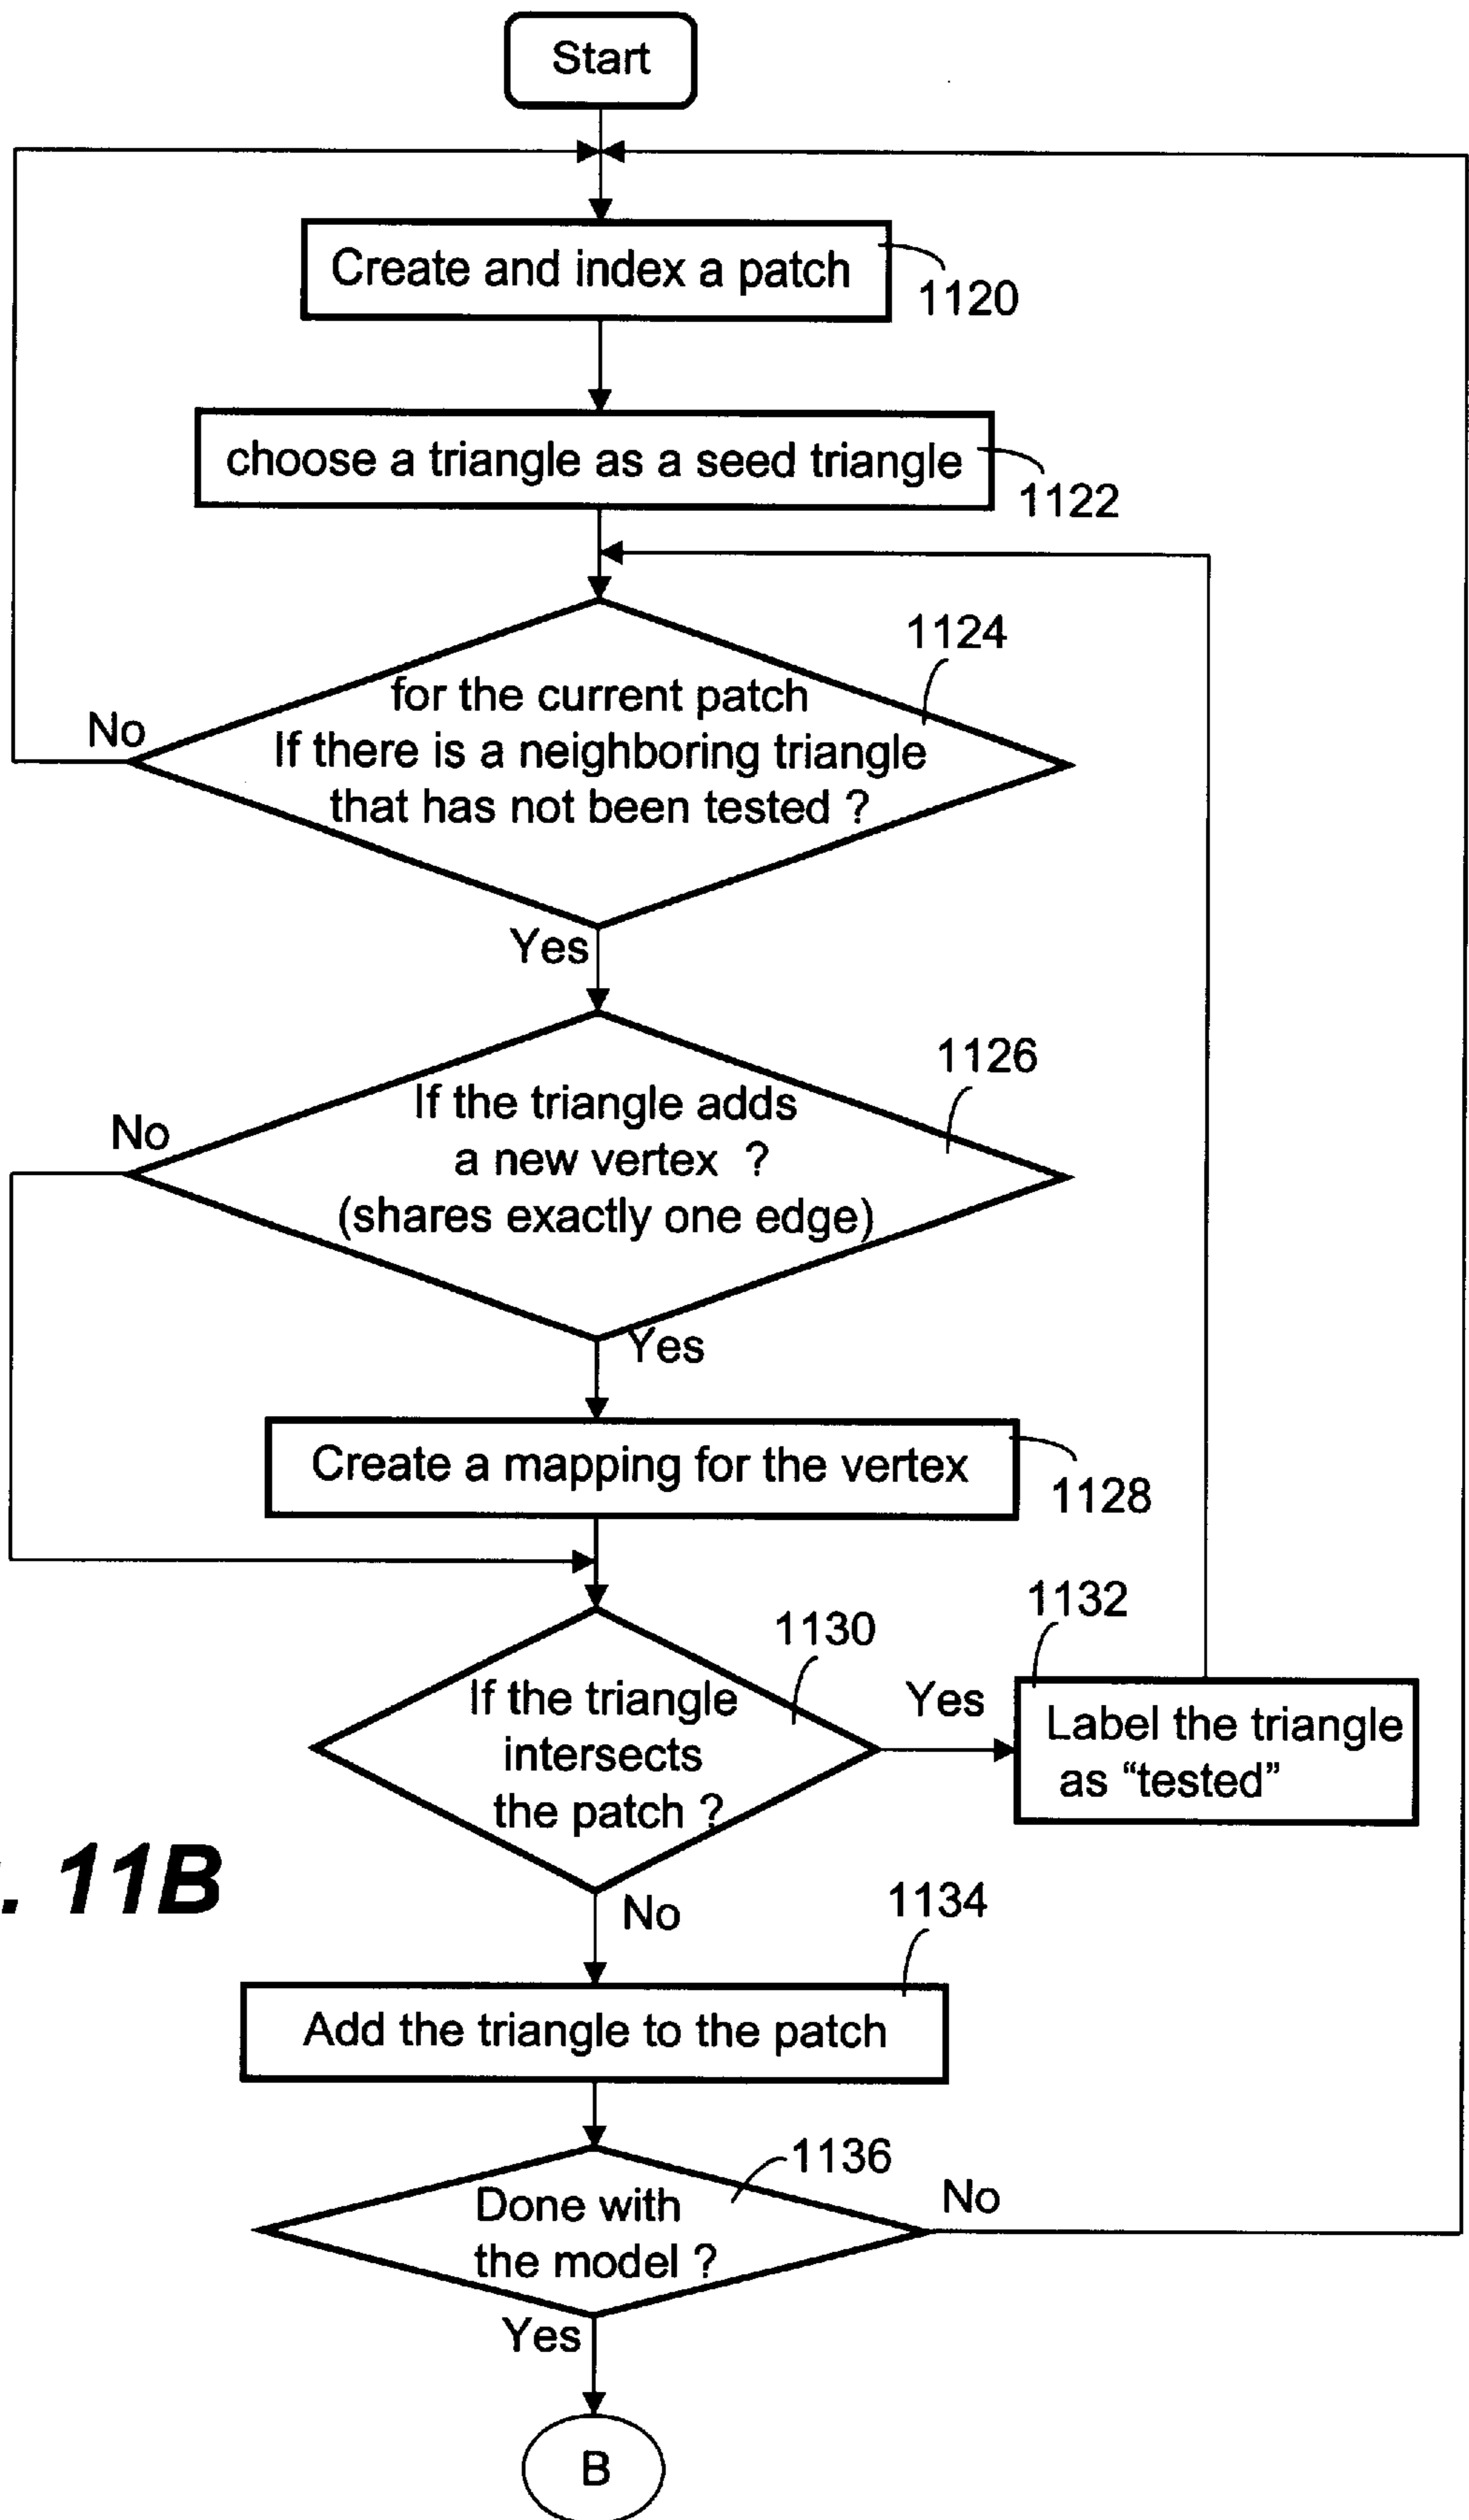 Start
Create and index a patch
1120
choose a triangle as a seed triangle
1122
1124
for the current patch
If there is a neighboring triangle
that has not been tested ?
No
Yes
1126
If the triangle adds
a new vertex ?
(shares exactly one edge)
No
Yes
Create a mapping for the vertex
1128
1130
If the triangle
intersects
the patch ?
Yes
1132
Label the triangle
as “tested”
No
. 11B
1134
Add the triangle to the patch
1136
Done with
the model ?
No
Yes
B